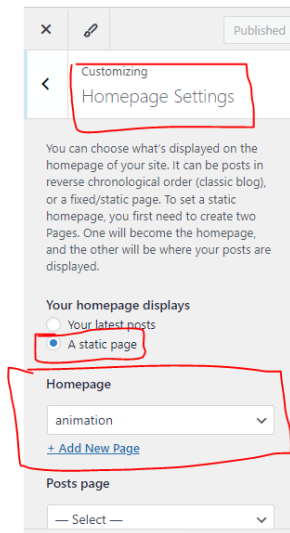 Published
Customizing
Homepage Settings
You can choose what's displayed on the
homepage of your site. It can be posts in
reverse chronological order (classic blog),
or a fixed/static page. To set a static
homepage, you first need to create two
Pages. One will become the homepage,
and the other will be where your posts are
displayed.
Your homepage displays
Your latest posts
A static page
Homepage
animation
+ Add New Page
Posts page
— Select —